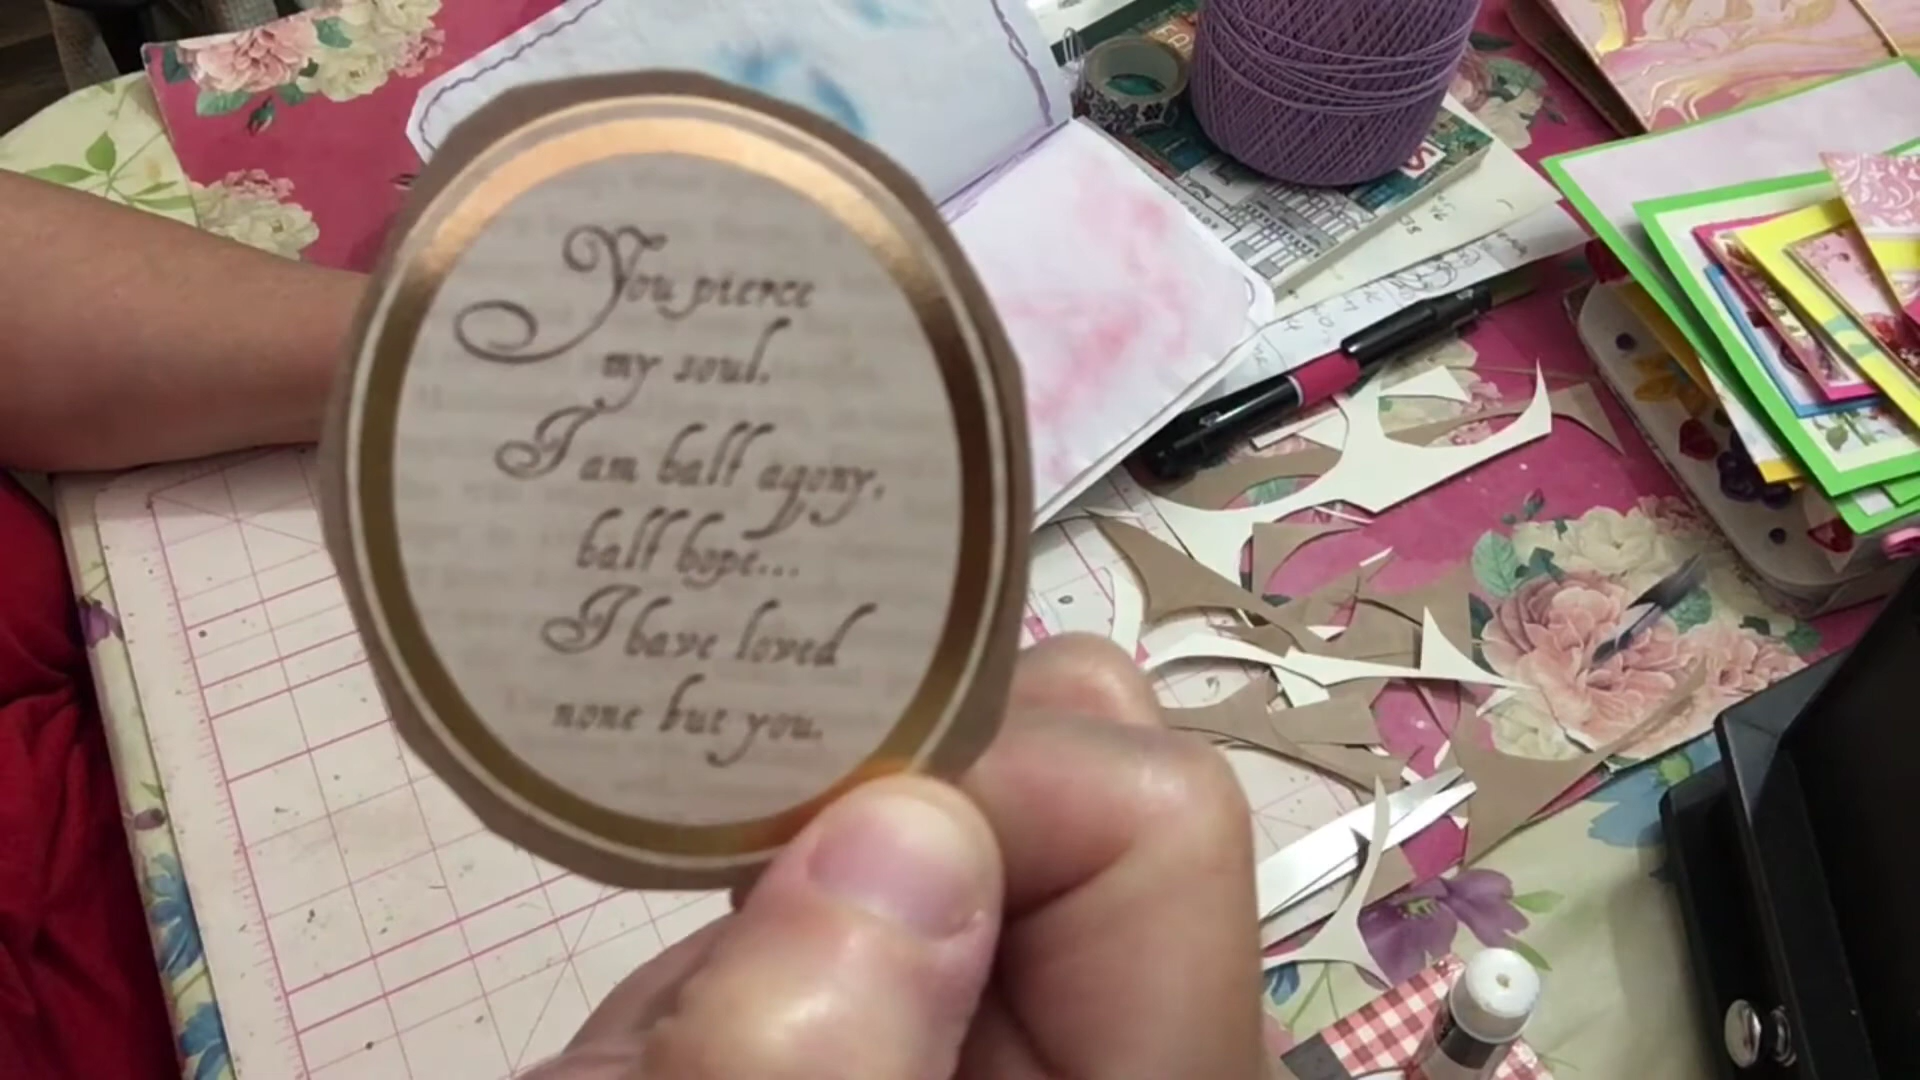 You pierce
my soul.
I am half agony,
half hope...
I have loved
none but you.